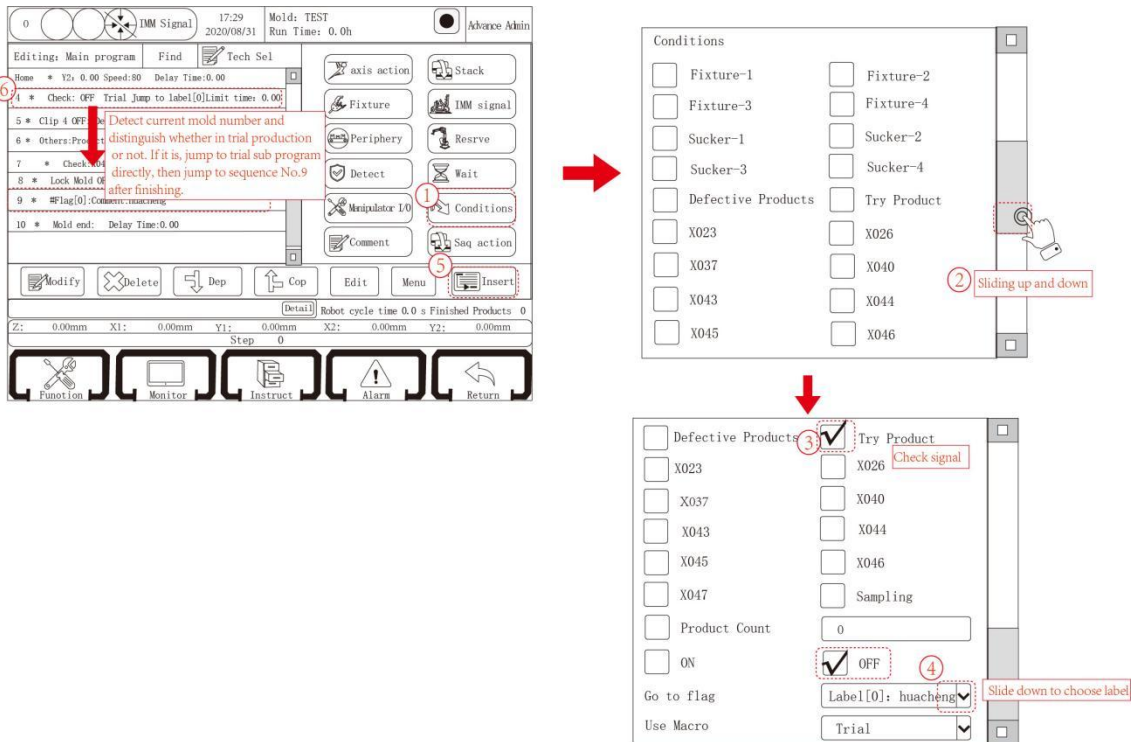 0
IMM Signal
17:29
2020/08/31
Mold: TEST
Run Time: 0.0h
Advance Admin
Editing: Main program
Find
Tech Sel
Home * Y2: 0.00 Speed:80 Delay Time:0.00
6
4 * Check: OFF Trial Jump to label[0]Limit time: 0.00
5 * Clip 4 OFF:
6 * Others:
7 * Check:
8 * Lock Mold
9 * #Flag[0]:Comment:huacheng
10 * Mold end: Delay Time:0.00
Detect current mold number and
distinguish whether in trial production
or not. If it is, jump to trial sub program
directly, then jump to sequence No.9
after finishing.
axis action
Stack
Fixture
IMM signal
Periphery
Resrve
Detect
Wait
Manipulator I/O
1
Conditions
Comment
Saq action
5
Modify
Delete
Dep
Cop
Edit
Menu
Insert
Detail
Robot cycle time 0.0 s Finished Products 0
Z: 0.00mm X1: 0.00mm Y1: 0.00mm X2: 0.00mm Y2: 0.00mm
Step 0
Funotion
Monitor
Instruct
Alarm
Return
Conditions
Fixture-1
Fixture-2
Fixture-3
Fixture-4
Sucker-1
Sucker-2
Sucker-3
Sucker-4
Defective Products
Try Product
X023
X026
X037
X040
X043
X044
X045
X046
2
Sliding up and down
Defective Products
3
Try Product
Check signal
X023
X026
X037
X040
X043
X044
X045
X046
X047
Sampling
Product Count
0
ON
OFF
4
Go to flag
Label[0]: huacheng
Slide down to choose label
Use Macro
Trial